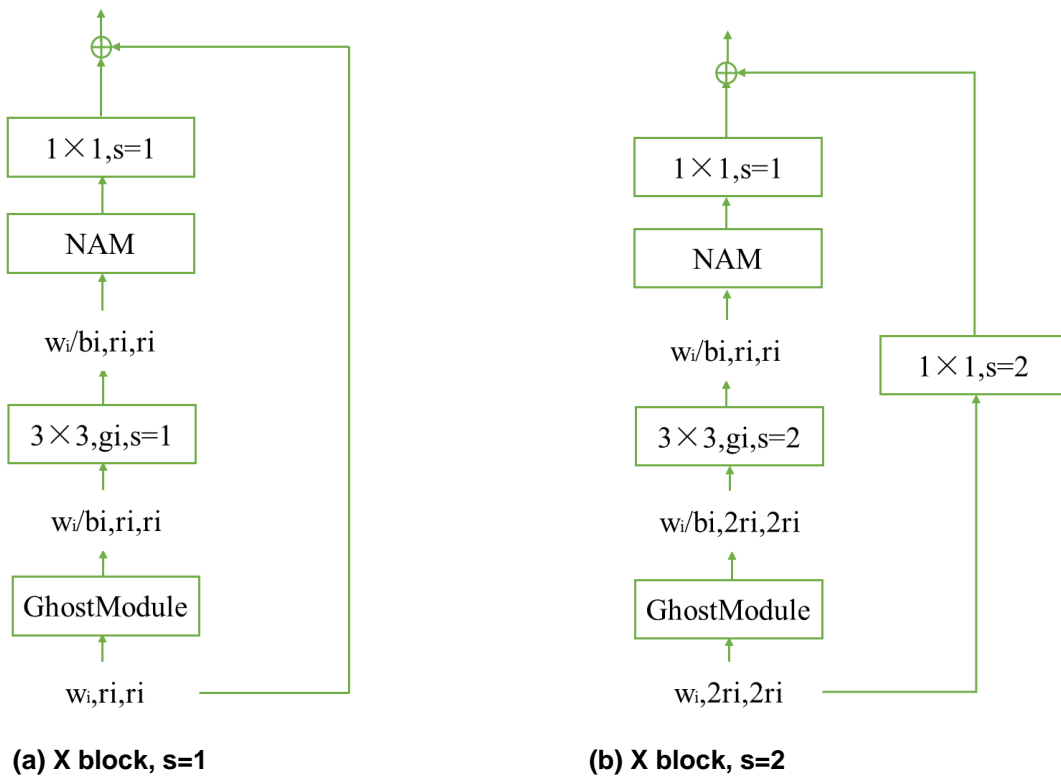 1×1,s=1
NAM
wᵢ/bi,ri,ri
3×3,gi,s=1
wᵢ/bi,ri,ri
GhostModule
wᵢ,ri,ri
(a) X block, s=1
1×1,s=1
NAM
wᵢ/bi,ri,ri
1×1,s=2
3×3,gi,s=2
wᵢ/bi,2ri,2ri
GhostModule
wᵢ,2ri,2ri
(b) X block, s=2